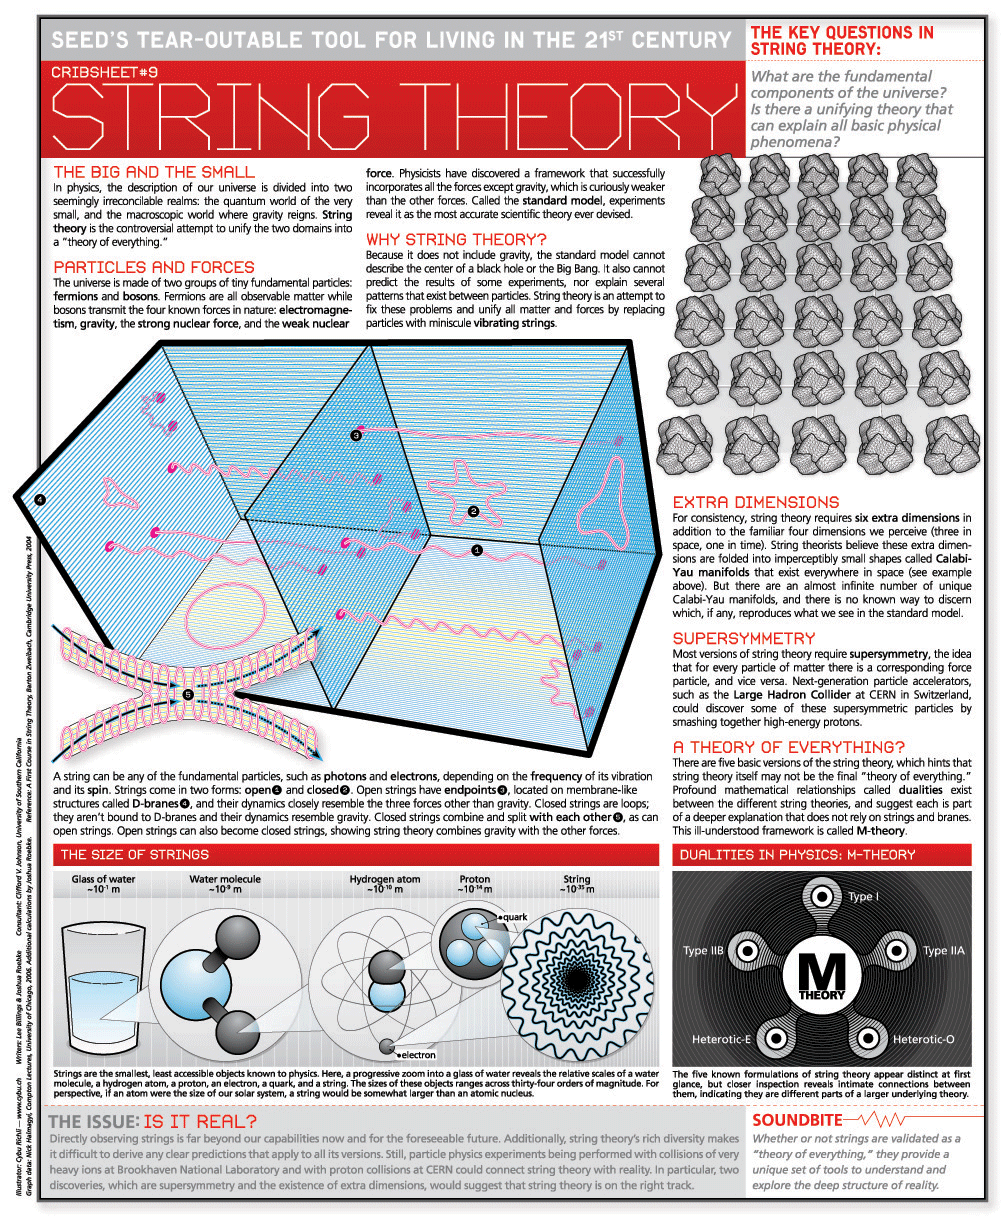 SEED'S TEAR-OUTABLE TOOL FOR LIVING IN THE 21ST CENTURY
CRIBSHEET#9
STRING THEORY
THE KEY QUESTIONS IN
STRING THEORY:
What are the fundamental
components of the universe?
Is there a unifying theory that
can explain all basic physical
phenomena?
THE BIG AND THE SMALL
In physics, the description of our universe is divided into two
seemingly irreconcilable realms: the quantum world of the very
small, and the macroscopic world where gravity reigns. String
theory is the controversial attempt to unify the two domains into
a "theory of everything."
PARTICLES AND FORCES
The universe is made of two groups of tiny fundamental particles:
fermions and bosons. Fermions are all observable matter while
bosons transmit the four known forces in nature: electromagne-
tism, gravity, the strong nuclear force, and the weak nuclear
force. Physicists have discovered a framework that successfully
incorporates all the forces except gravity, which is curiously weaker
than the other forces. Called the standard model, experiments
reveal it as the most accurate scientific theory ever devised.
WHY STRING THEORY?
Because it does not include gravity, the standard model cannot
describe the center of a black hole or the Big Bang. It also cannot
predict the results of some experiments, nor explain several
patterns that exist between particles. String theory is an attempt to
fix these problems and unify all matter and forces by replacing
particles with miniscule vibrating strings.
3
4
2
1
5
EXTRA DIMENSIONS
For consistency, string theory requires six extra dimensions in
addition to the familiar four dimensions we perceive (three in
space, one in time). String theorists believe these extra dimen-
sions are folded into imperceptibly small shapes called Calabi-
Yau manifolds that exist everywhere in space (see example
above). But there are an almost infinite number of unique
Calabi-Yau manifolds, and there is no known way to discern
which, if any, reproduces what we see in the standard model.
SUPERSYMMETRY
Most versions of string theory require supersymmetry, the idea
that for every particle of matter there is a corresponding force
particle, and vice versa. Next-generation particle accelerators,
such as the Large Hadron Collider at CERN in Switzerland,
could discover some of these supersymmetric particles by
smashing together high-energy protons.
A THEORY OF EVERYTHING?
There are five basic versions of the string theory, which hints that
string theory itself may not be the final "theory of everything."
Profound mathematical relationships called dualities exist
between the different string theories, and suggest each is part
of a deeper explanation that does not rely on strings and branes.
This ill-understood framework is called M-theory.
A string can be any of the fundamental particles, such as photons and electrons, depending on the frequency of its vibration
and its spin. Strings come in two forms: open1 and closed2. Open strings have endpoints3, located on membrane-like
structures called D-branes4, and their dynamics closely resemble the three forces other than gravity. Closed strings are loops;
they aren't bound to D-branes and their dynamics resemble gravity. Closed strings combine and split with each other5, as can
open strings. Open strings can also become closed strings, showing string theory combines gravity with the other forces.
THE SIZE OF STRINGS
Glass of water
~10-1 m
Water molecule
~10-9 m
Hydrogen atom
~10-10 m
Proton
~10-14 m
String
~10-35 m
quark
electron
Strings are the smallest, least accessible objects known to physics. Here, a progressive zoom into a glass of water reveals the relative scales of a water
molecule, a hydrogen atom, a proton, an electron, a quark, and a string. The sizes of these objects ranges across thirty-four orders of magnitude. For
perspective, if an atom were the size of our solar system, a string would be somewhat larger than an atomic nucleus.
DUALITIES IN PHYSICS: M-THEORY
Type I
Type IIB
Type IIA
M
THEORY
Heterotic-E
Heterotic-O
The five known formulations of string theory appear distinct at first
glance, but closer inspection reveals intimate connections between
them, indicating they are different parts of a larger underlying theory.
THE ISSUE: IS IT REAL?
Directly observing strings is far beyond our capabilities now and for the foreseeable future. Additionally, string theory's rich diversity makes
it difficult to derive any clear predictions that apply to all its versions. Still, particle physics experiments being performed with collisions of very
heavy ions at Brookhaven National Laboratory and with proton collisions at CERN could connect string theory with reality. In particular, two
discoveries, which are supersymmetry and the existence of extra dimensions, would suggest that string theory is on the right track.
SOUNDBITE
Whether or not strings are validated as a
"theory of everything," they provide a
unique set of tools to understand and
explore the deep structure of reality.
Illustrator: Cybu Richli — www.cybu.ch Writers: Lee Billings & Joshua Roebke Consultant: Clifford V. Johnson, University of Southern California
Graph data: Nick Halmagyi, Compton Lectures, University of Chicago, 2006. Additional calculations by Joshua Roebke. Reference: A First Course in String Theory, Barton Zweibach, Cambridge University Press, 2004